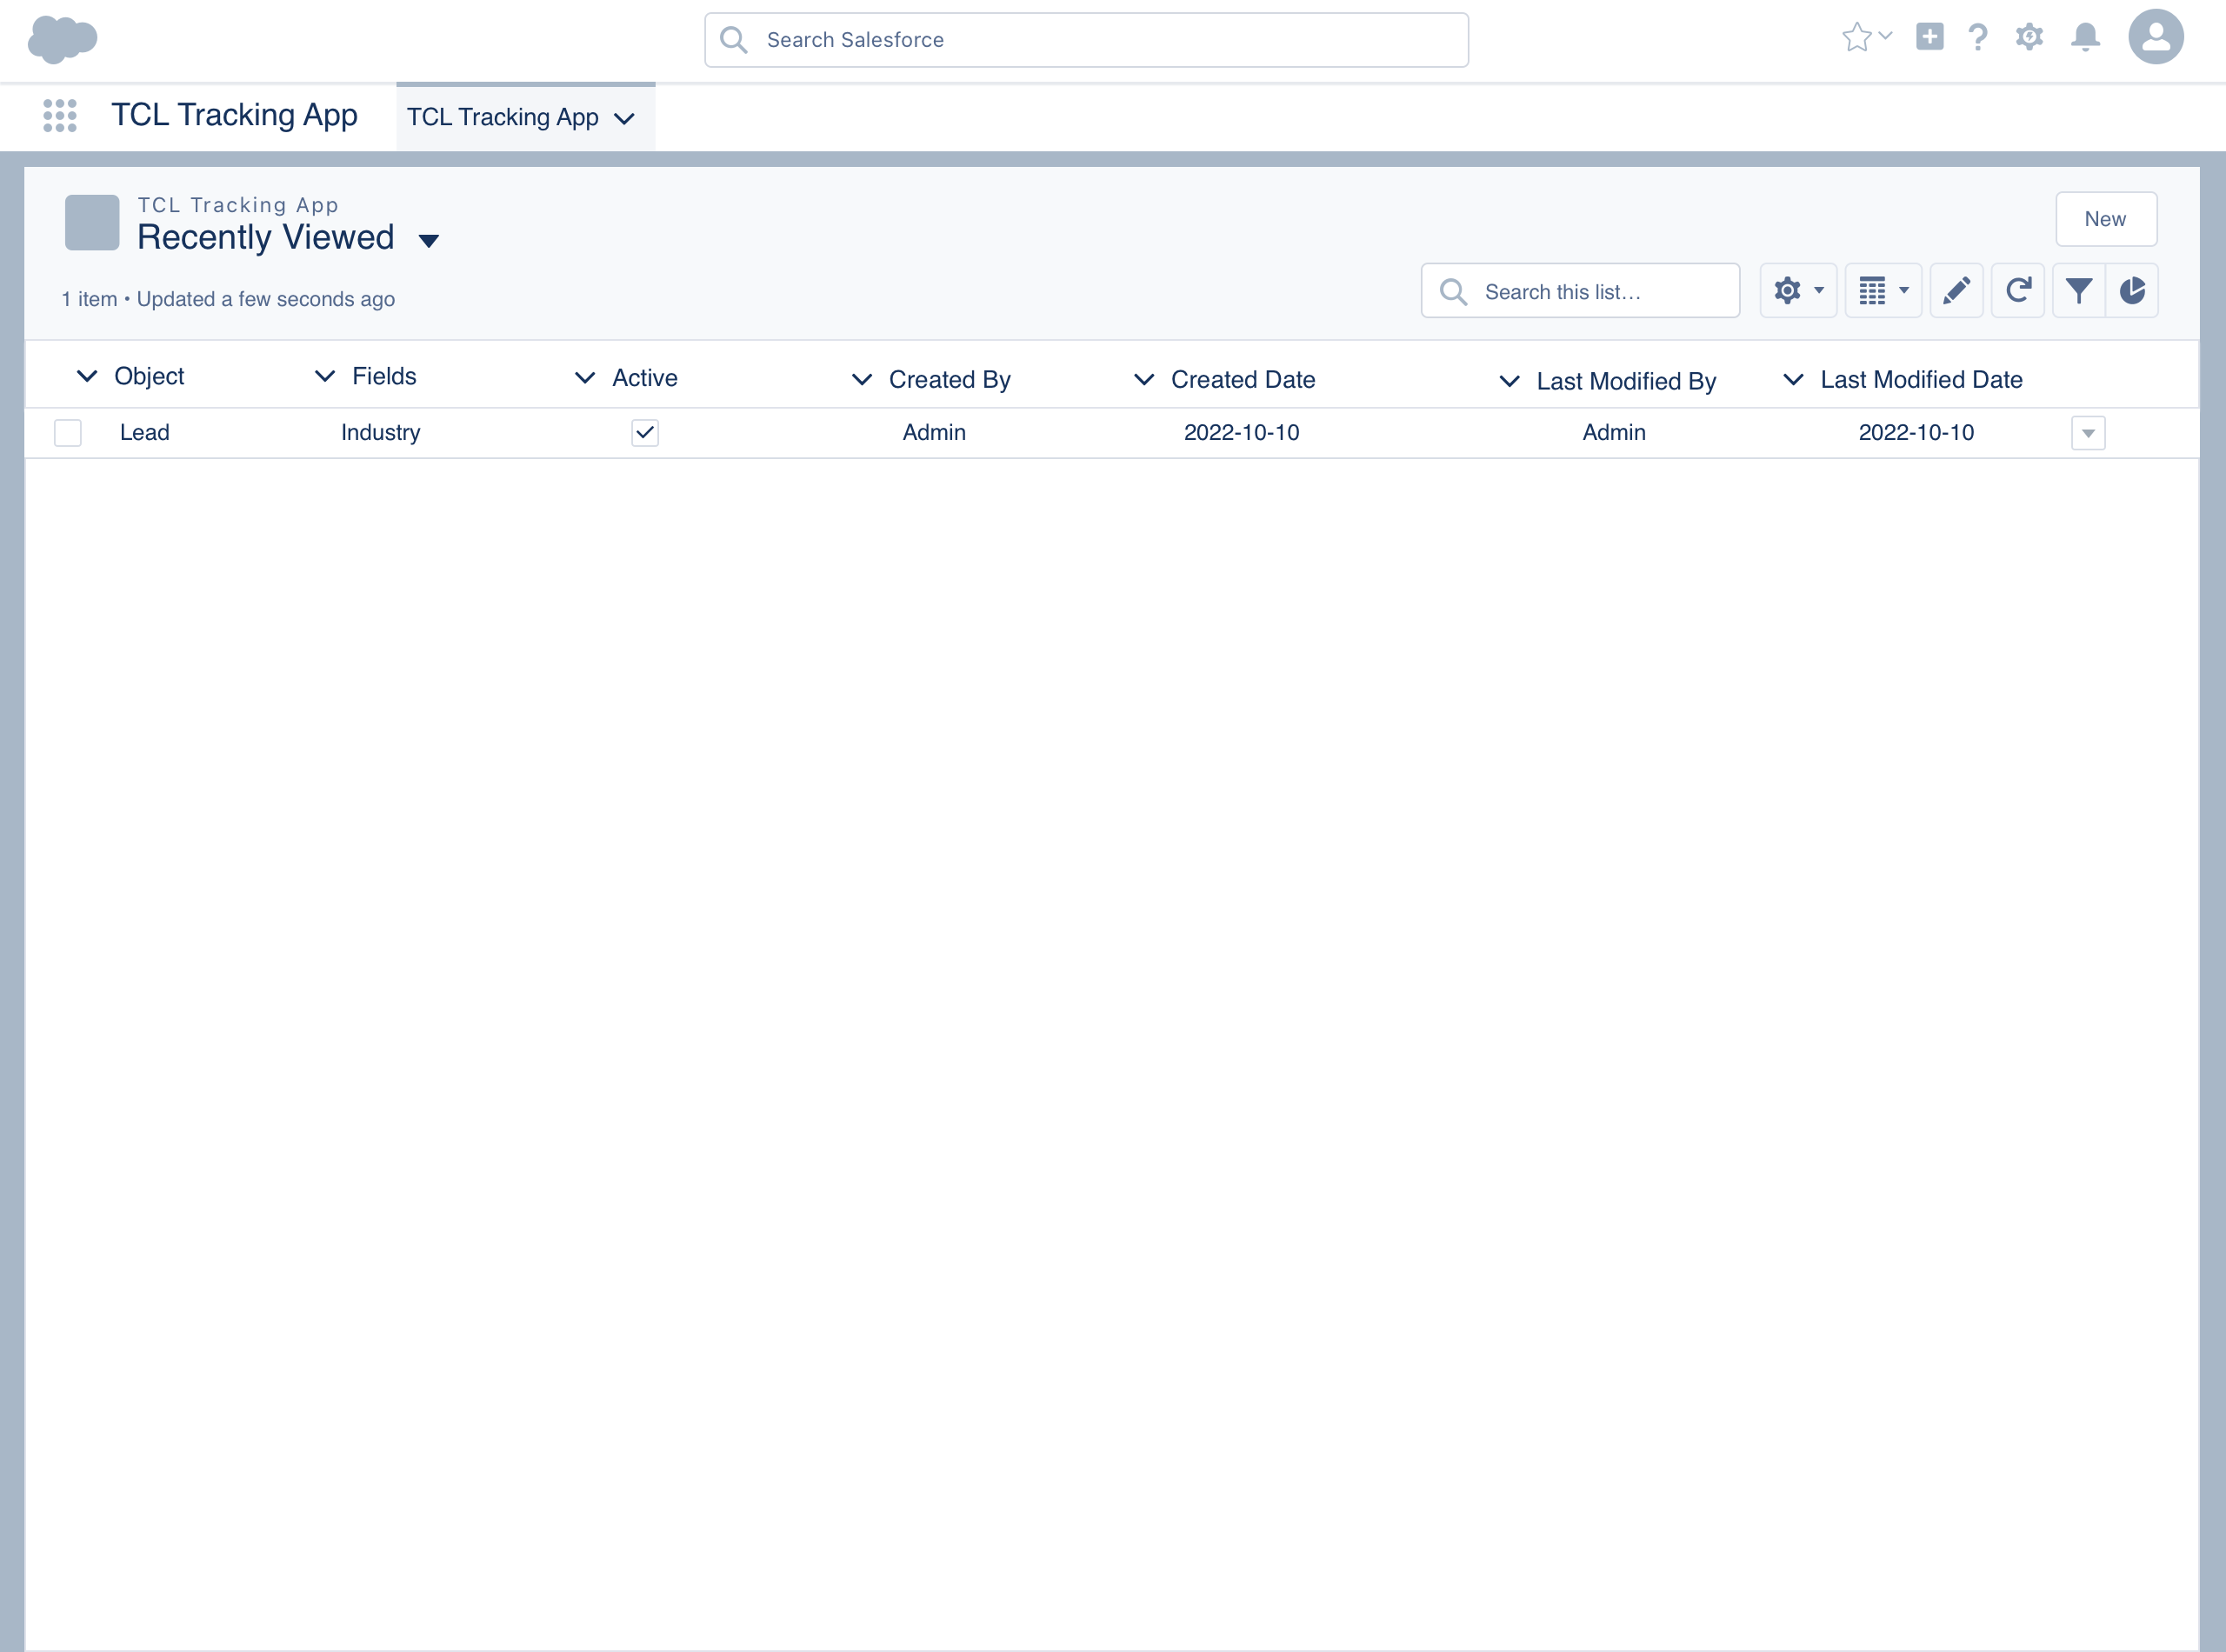 Search Salesforce
TCL Tracking App
TCL Tracking App
TCL Tracking App
Recently Viewed
New
1 item • Updated a few seconds ago
Search this list...
Object Fields Active Created By Created Date Last Modified By Last Modified Date
Lead Industry Admin 2022-10-10 Admin 2022-10-10